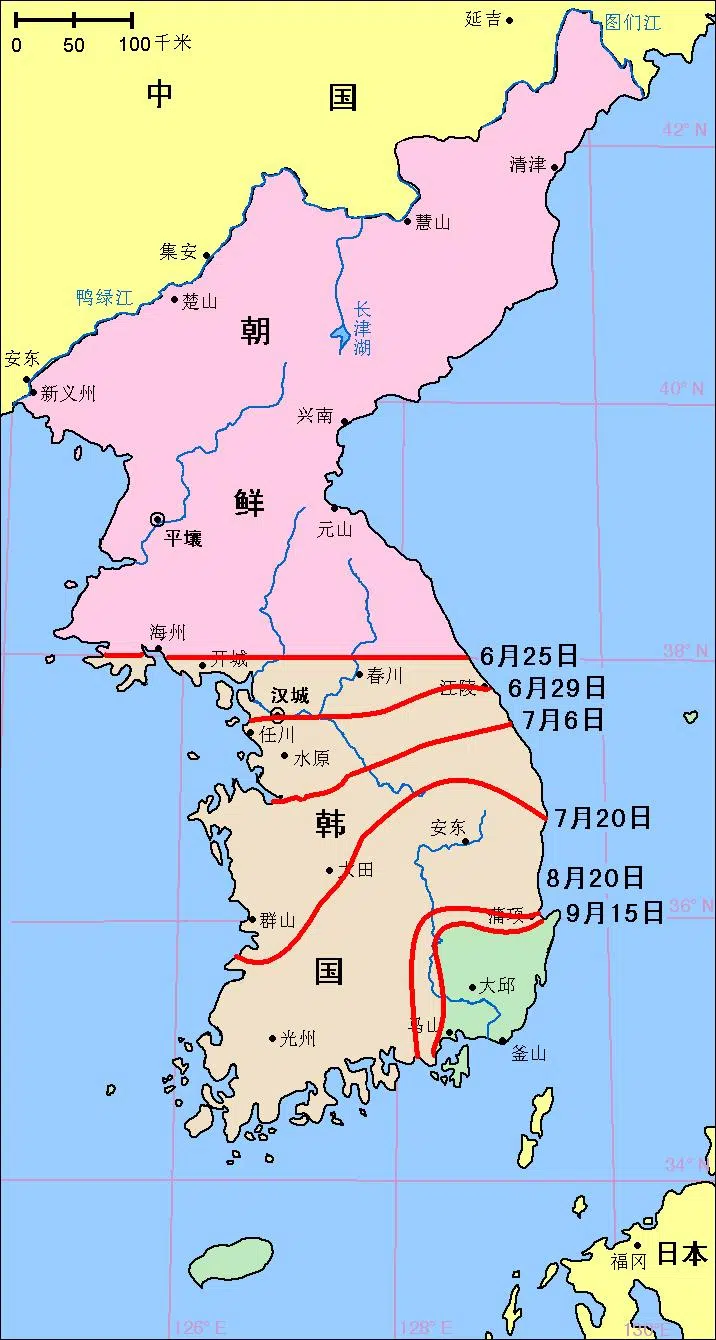 延吉
图们江
0 50 100千米
中 国
42° N
清津
慧山
集安
鸭绿江
楚山
长津湖
朝
安东
新义州
40° N
兴南
鲜
元山
平壤
海州
开城
6月25日
38° N
春川
江陵
6月29日
汉城
7月6日
任川
水原
7月20日
韩
安东
大田
8月20日
36° N
蒲项
9月15日
群山
国
大邱
马山
光州
釜山
34° N
福冈
日本
126° E
128° E
130° E